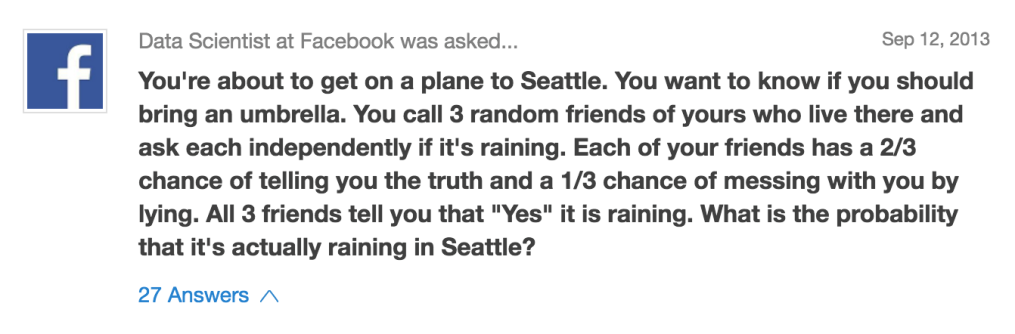 Data Scientist at Facebook was asked...
Sep 12, 2013
You're about to get on a plane to Seattle. You want to know if you should
bring an umbrella. You call 3 random friends of yours who live there and
ask each independently if it's raining. Each of your friends has a 2/3
chance of telling you the truth and a 1/3 chance of messing with you by
lying. All 3 friends tell you that "Yes" it is raining. What is the probability
that it's actually raining in Seattle?
27 Answers